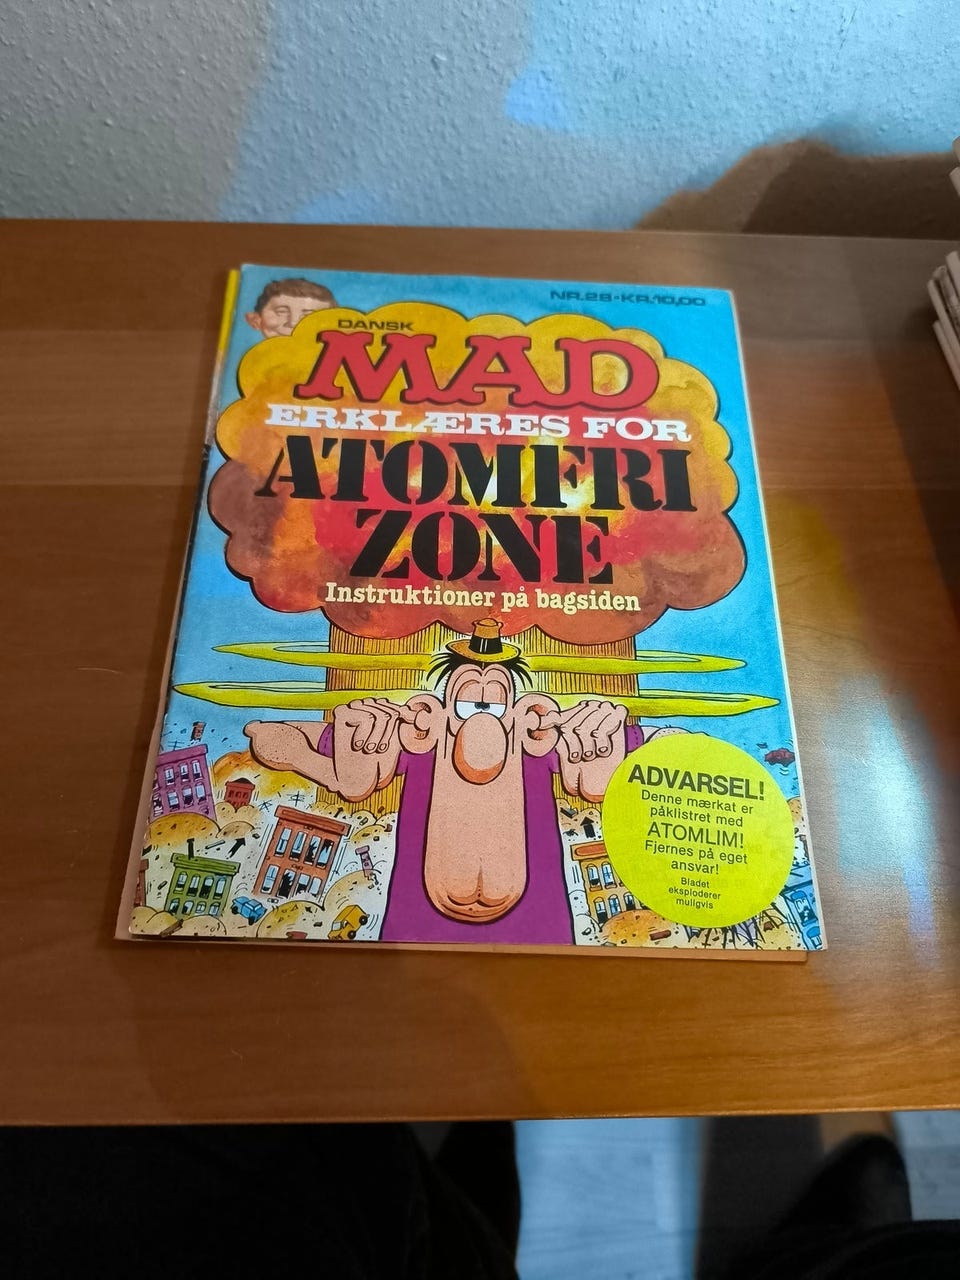 NR.28·KR.10,00
DANSK
MAD
ERKLÆRES FOR
ATOMFRI
ZONE
Instruktioner på bagsiden
ADVARSEL!
Denne mærkat er
påklistret med
ATOMLIM!
Fjernes på eget
ansvar!
Bladet
eksploderer
muligvis